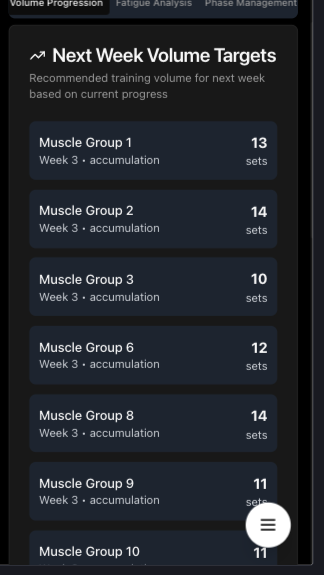 Volume Progression Fatigue Analysis Phase Management
Next Week Volume Targets
Recommended training volume for next week
based on current progress
Muscle Group 1 13
Week 3 • accumulation sets
Muscle Group 2 14
Week 3 • accumulation sets
Muscle Group 3 10
Week 3 • accumulation sets
Muscle Group 6 12
Week 3 • accumulation sets
Muscle Group 8 14
Week 3 • accumulation sets
Muscle Group 9 11
Week 3 • accumulation sets
Muscle Group 10 11